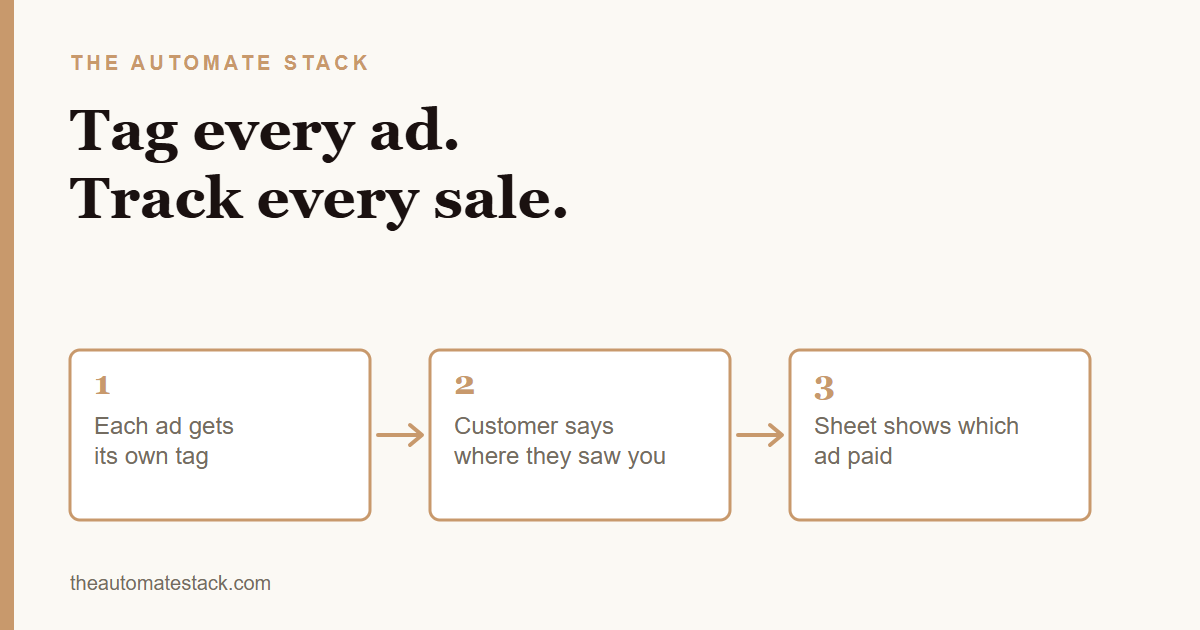 THE AUTOMATE STACK
Tag every ad.
Track every sale.
1
Each ad gets
its own tag
2
Customer says
where they saw you
3
Sheet shows which
ad paid
theautomatestack.com